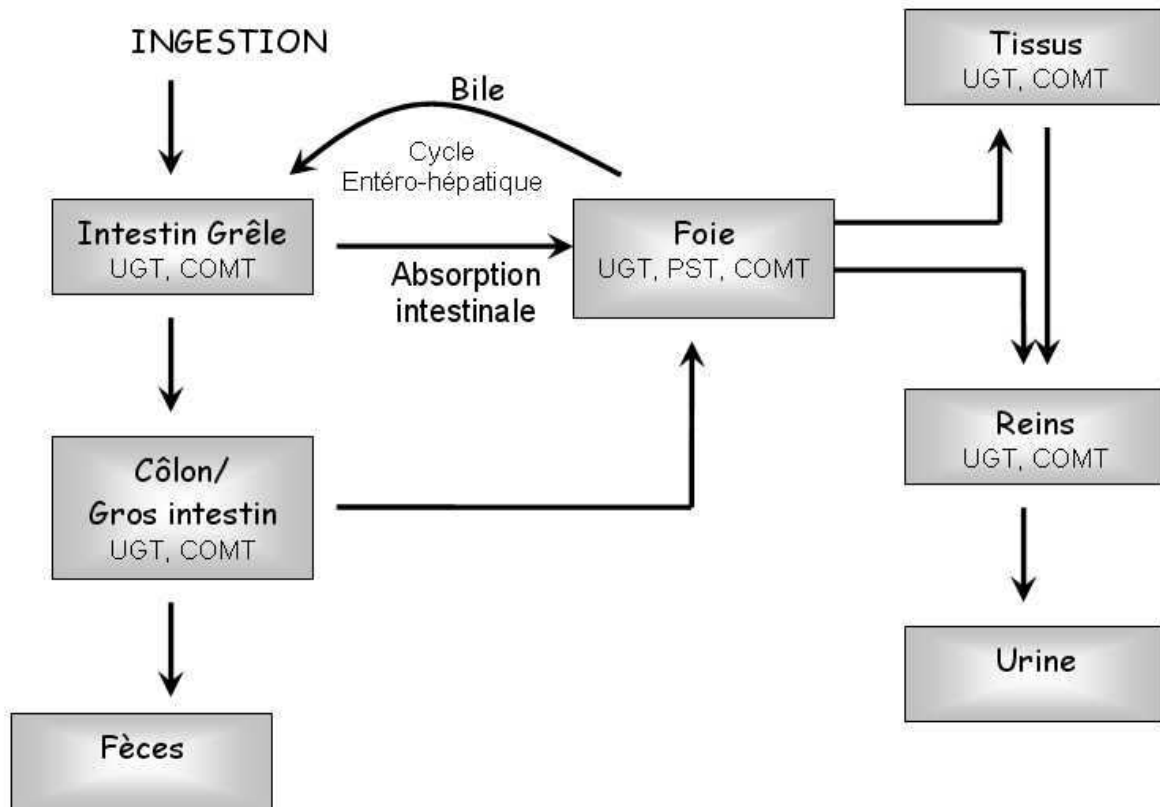 INGESTION
Bile
Cycle
Entéro-hépatique
Intestin Grêle
UGT, COMT
Absorption
intestinale
Foie
UGT, PST, COMT
Tissus
UGT, COMT
Côlon/
Gros intestin
UGT, COMT
Reins
UGT, COMT
Fèces
Urine